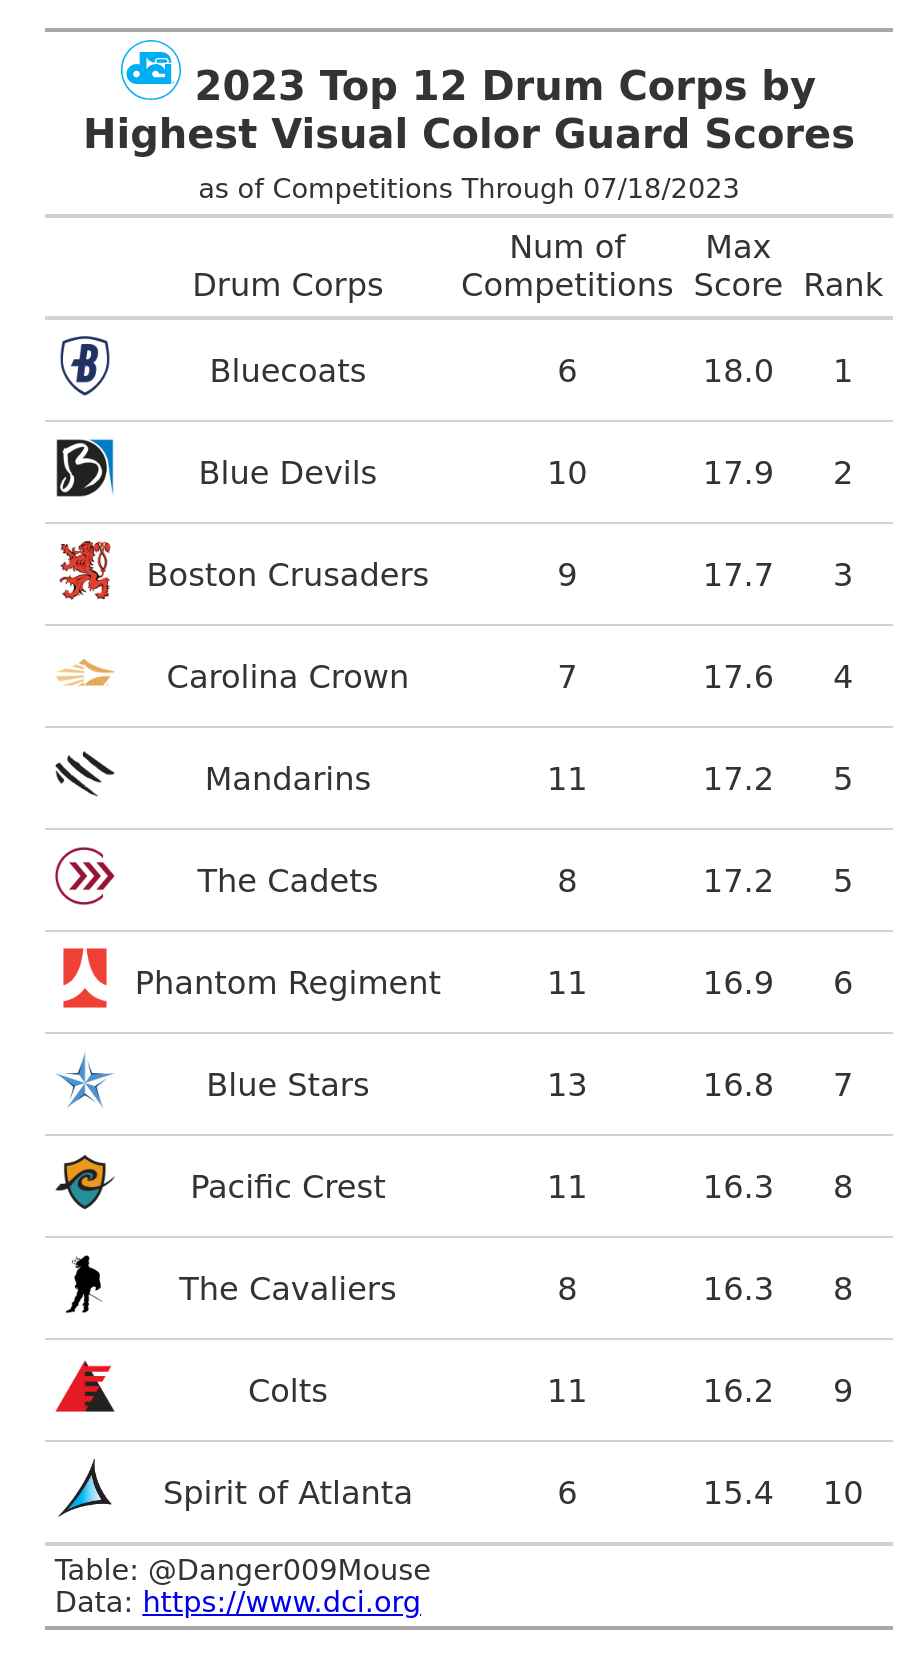 2023 Top 12 Drum Corps by
Highest Visual Color Guard Scores
as of Competitions Through 07/18/2023
Drum Corps Num of Competitions Max Score Rank
Bluecoats 6 18.0 1
Blue Devils 10 17.9 2
Boston Crusaders 9 17.7 3
Carolina Crown 7 17.6 4
Mandarins 11 17.2 5
The Cadets 8 17.2 5
Phantom Regiment 11 16.9 6
Blue Stars 13 16.8 7
Pacific Crest 11 16.3 8
The Cavaliers 8 16.3 8
Colts 11 16.2 9
Spirit of Atlanta 6 15.4 10
Table: @Danger009Mouse
Data: https://www.dci.org